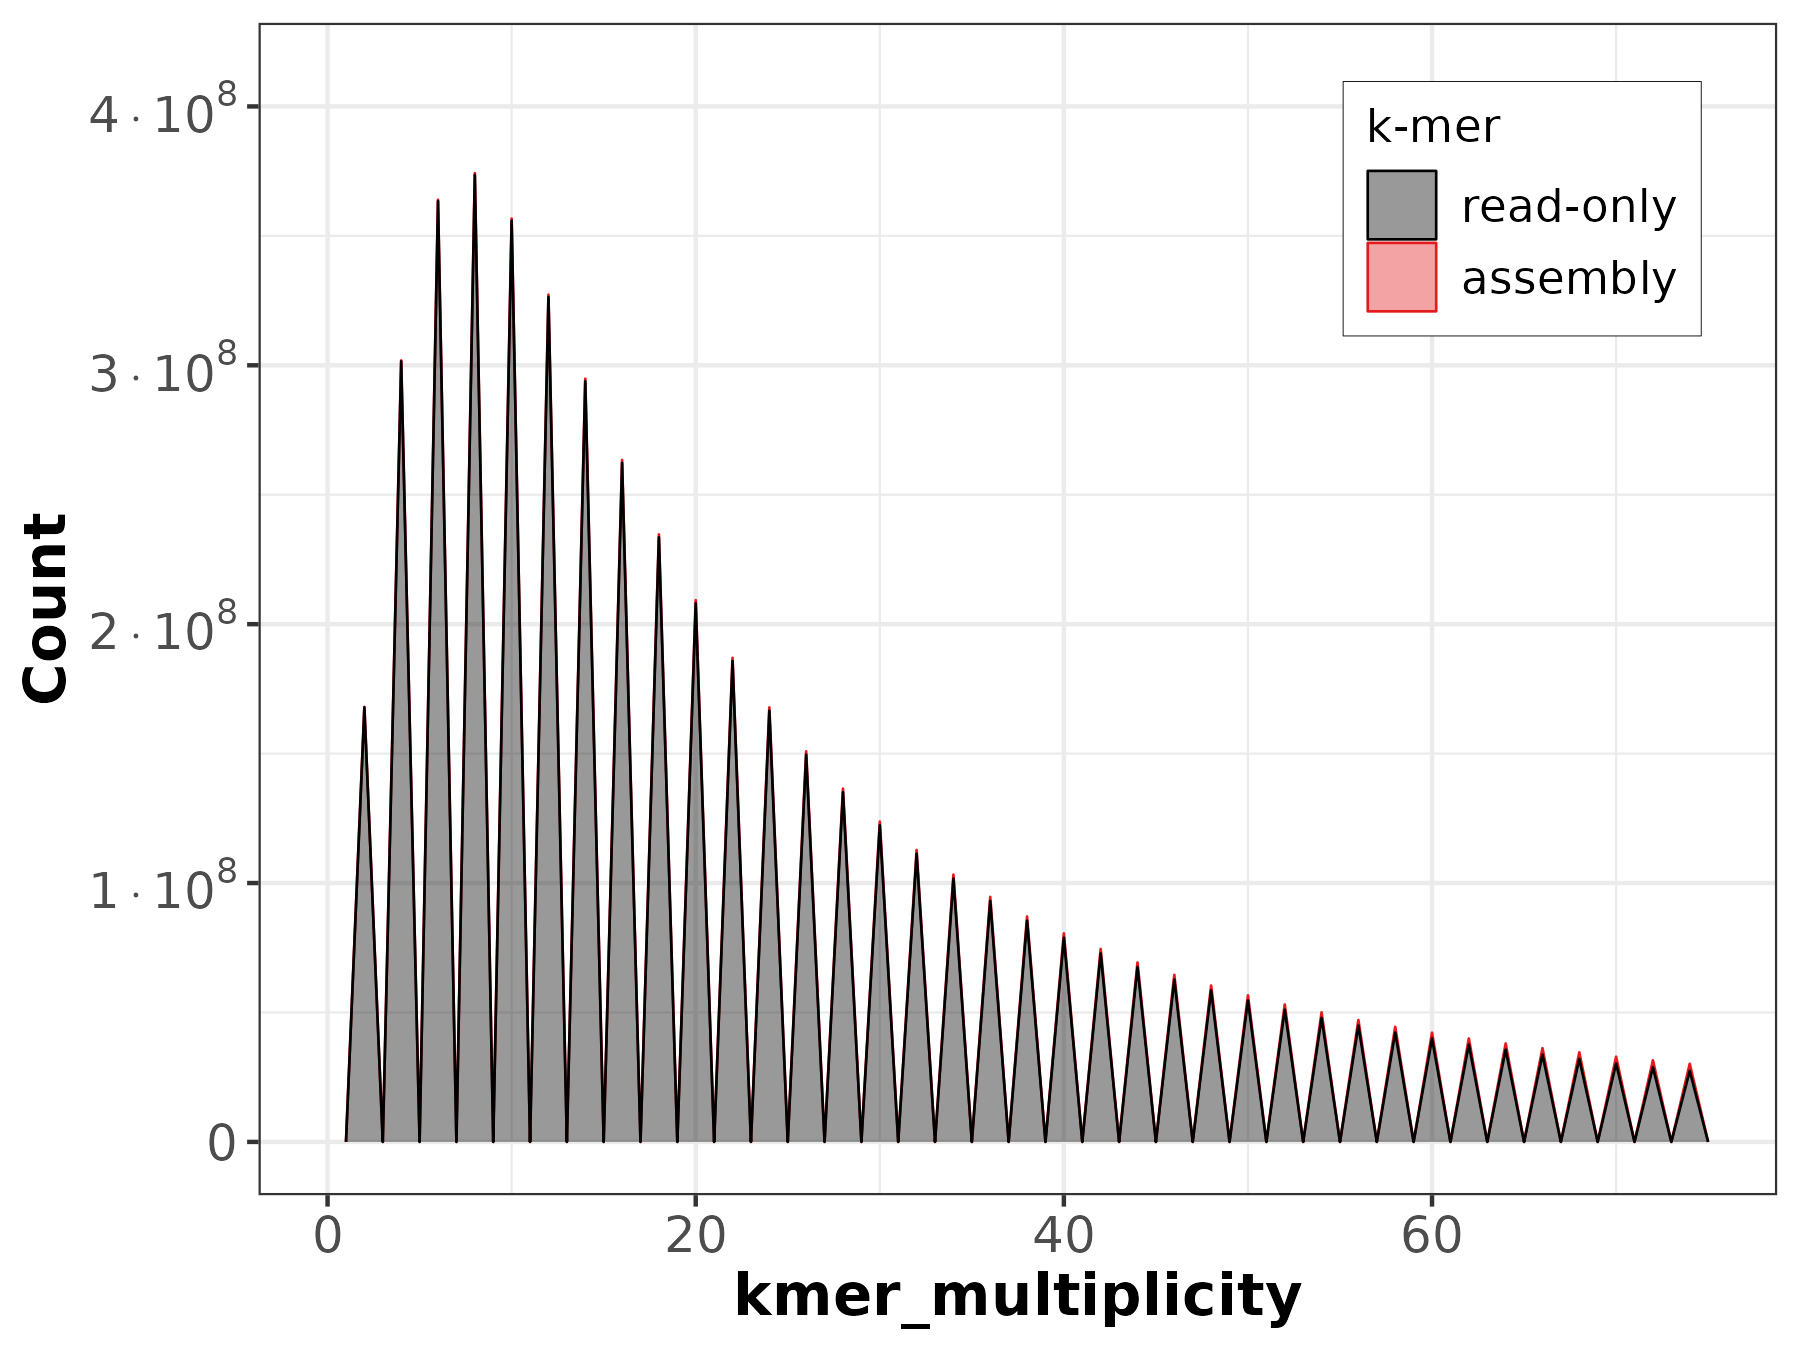 4·10⁸
3·10⁸
2·10⁸
1·10⁸
0
Count
0 20 40 60
kmer_multiplicity
k-mer
read-only
assembly